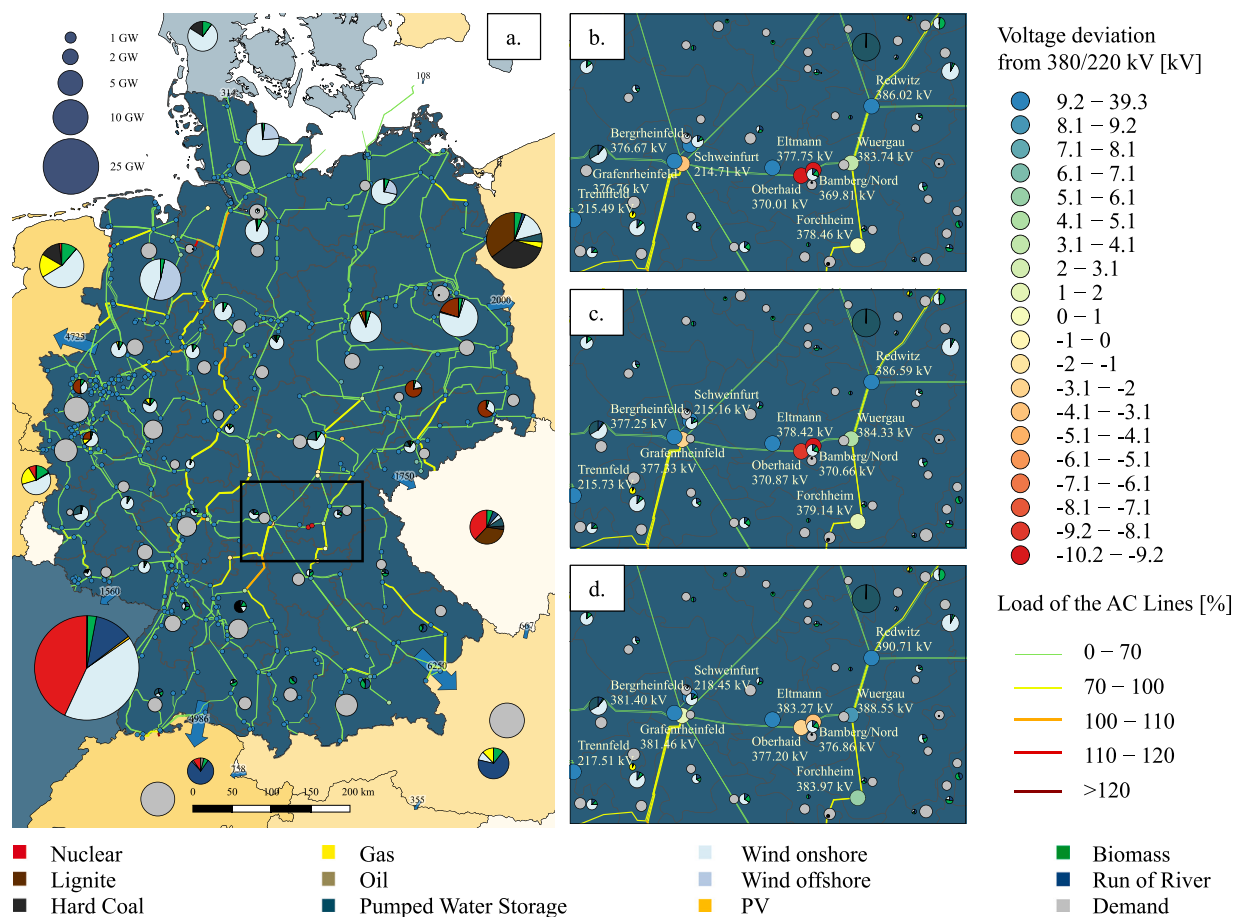 a.
1 GW
2 GW
5 GW
10 GW
25 GW
108
314
2000
4725
1750
1560
667
6250
4986
758
355
0 50 100 150 200 km
b.
Redwitz
386.02 kV
Bergrheinfeld
376.67 kV
Eltmann
377.75 kV
Wuergau
383.74 kV
Schweinfurt
214.71 kV
Grafenrheinfeld
376.76 kV
Trennfeld
215.49 kV
Oberhaid
370.01 kV
Bamberg/Nord
369.81 kV
Forchheim
378.46 kV
c.
Redwitz
386.59 kV
Schweinfurt
215.16 kV
Bergrheinfeld
377.25 kV
Eltmann
378.42 kV
Wuergau
384.33 kV
Grafenrheinfeld
377.33 kV
Trennfeld
215.73 kV
Oberhaid
370.87 kV
Bamberg/Nord
370.66 kV
Forchheim
379.14 kV
d.
Redwitz
390.71 kV
Schweinfurt
218.45 kV
Bergrheinfeld
381.40 kV
Eltmann
383.27 kV
Wuergau
388.55 kV
Grafenrheinfeld
381.46 kV
Trennfeld
217.51 kV
Oberhaid
377.20 kV
Bamberg/Nord
376.86 kV
Forchheim
383.97 kV
Voltage deviation
from 380/220 kV [kV]
9.2 – 39.3
8.1 – 9.2
7.1 – 8.1
6.1 – 7.1
5.1 – 6.1
4.1 – 5.1
3.1 – 4.1
2 – 3.1
1 – 2
0 – 1
-1 – 0
-2 – -1
-3.1 – -2
-4.1 – -3.1
-5.1 – -4.1
-6.1 – -5.1
-7.1 – -6.1
-8.1 – -7.1
-9.2 – -8.1
-10.2 – -9.2
Load of the AC Lines [%]
0 – 70
70 – 100
100 – 110
110 – 120
>120
Nuclear
Lignite
Hard Coal
Gas
Oil
Pumped Water Storage
Wind onshore
Wind offshore
PV
Biomass
Run of River
Demand